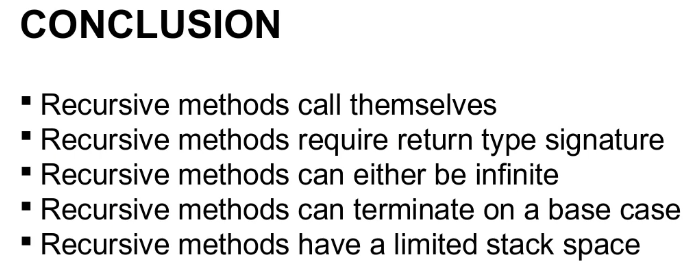 CONCLUSION
▪ Recursive methods call themselves
▪ Recursive methods require return type signature
▪ Recursive methods can either be infinite
▪ Recursive methods can terminate on a base case
▪ Recursive methods have a limited stack space